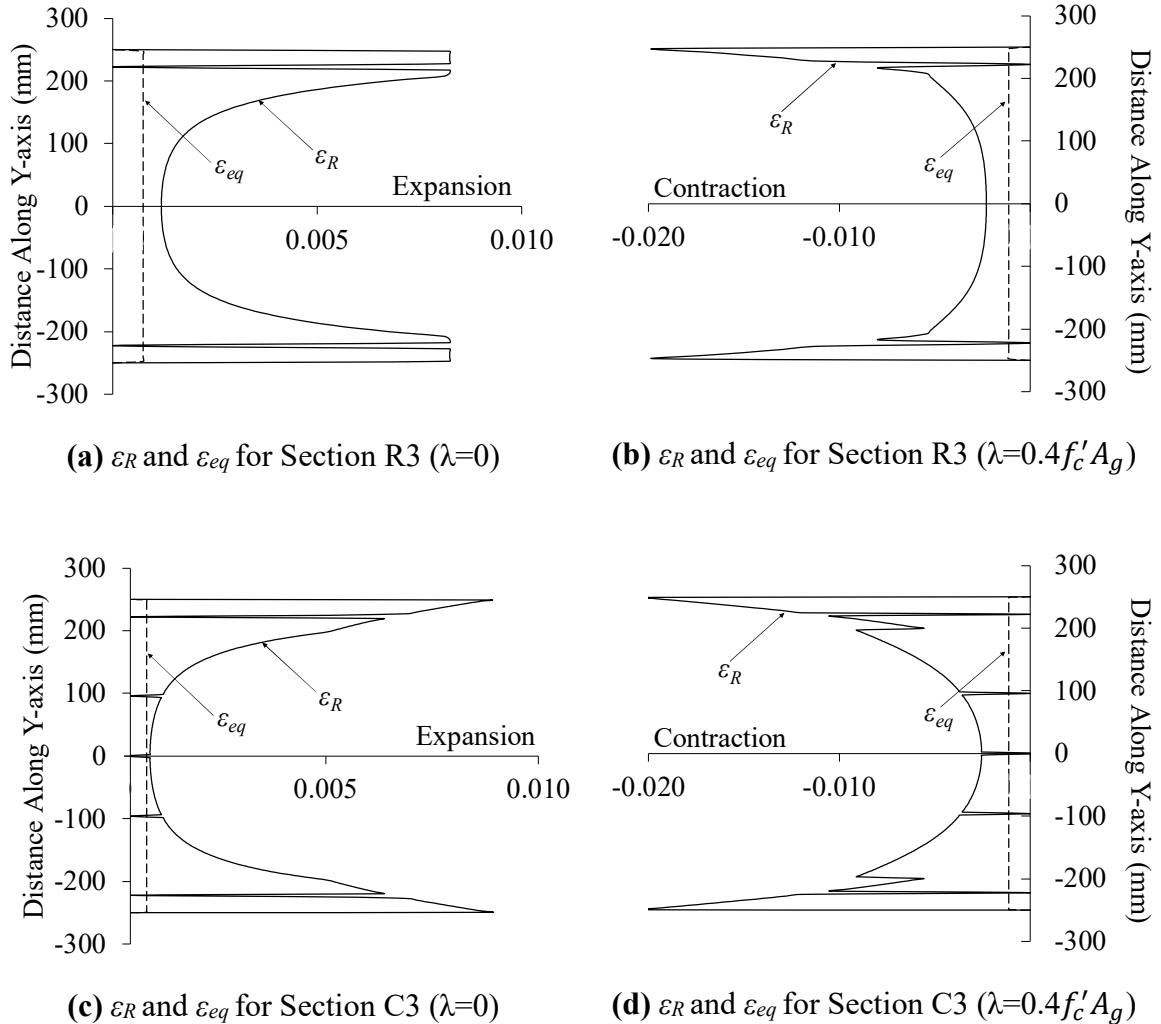 300
200
100
0
-100
-200
-300
Distance Along Y-axis (mm)
εeq
εR
Expansion
0.005
0.010
(a) εR and εeq for Section R3 (λ=0)
300
200
100
0
-100
-200
-300
Distance Along Y-axis (mm)
εR
εeq
Contraction
-0.020
-0.010
(b) εR and εeq for Section R3 (λ=0.4f′cAg)
300
200
100
0
-100
-200
-300
Distance Along Y-axis (mm)
εeq
εR
Expansion
0.005
0.010
(c) εR and εeq for Section C3 (λ=0)
300
200
100
0
-100
-200
-300
Distance Along Y-axis (mm)
εR
εeq
Contraction
-0.020
-0.010
(d) εR and εeq for Section C3 (λ=0.4f′cAg)